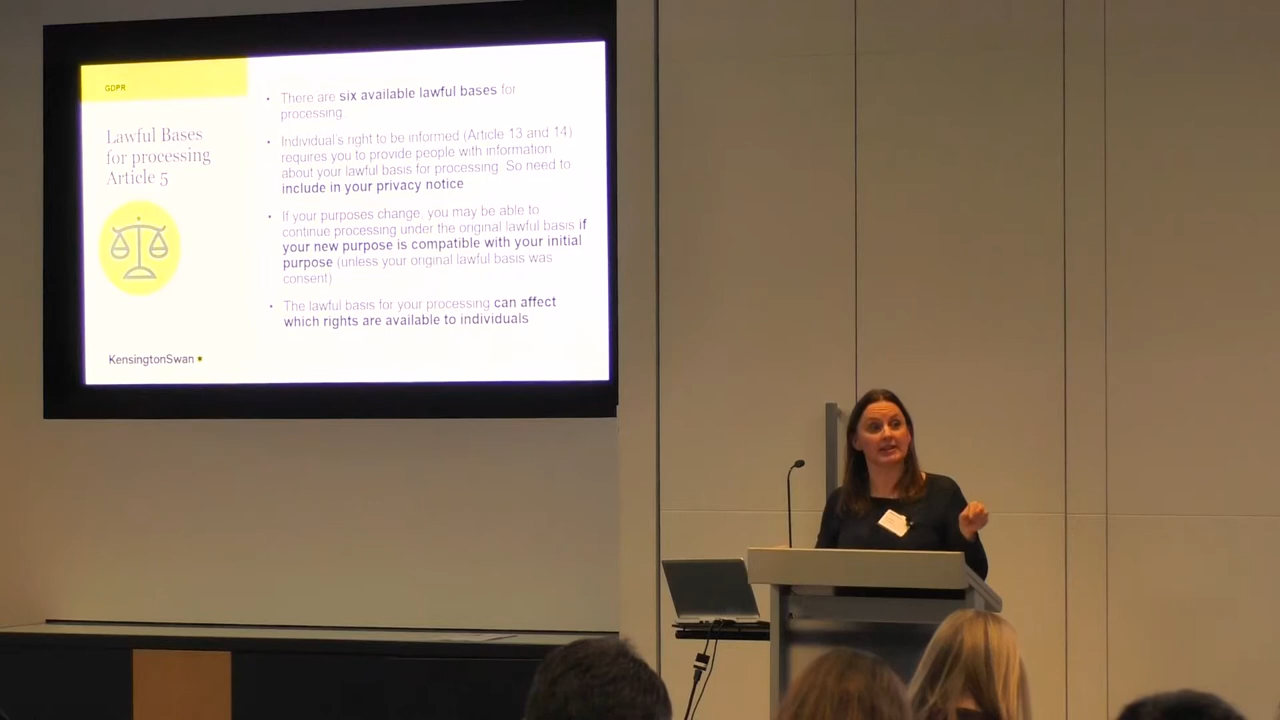 GDPR
Lawful Bases
for processing
Article 5
• There are six available lawful bases for
processing
• Individual's right to be informed (Article 13 and 14)
requires you to provide people with information
about your lawful basis for processing. So need to
include in your privacy notice
• If your purposes change, you may be able to
continue processing under the original lawful basis if
your new purpose is compatible with your initial
purpose (unless your original lawful basis was
consent)
• The lawful basis for your processing can affect
which rights are available to individuals
KensingtonSwan